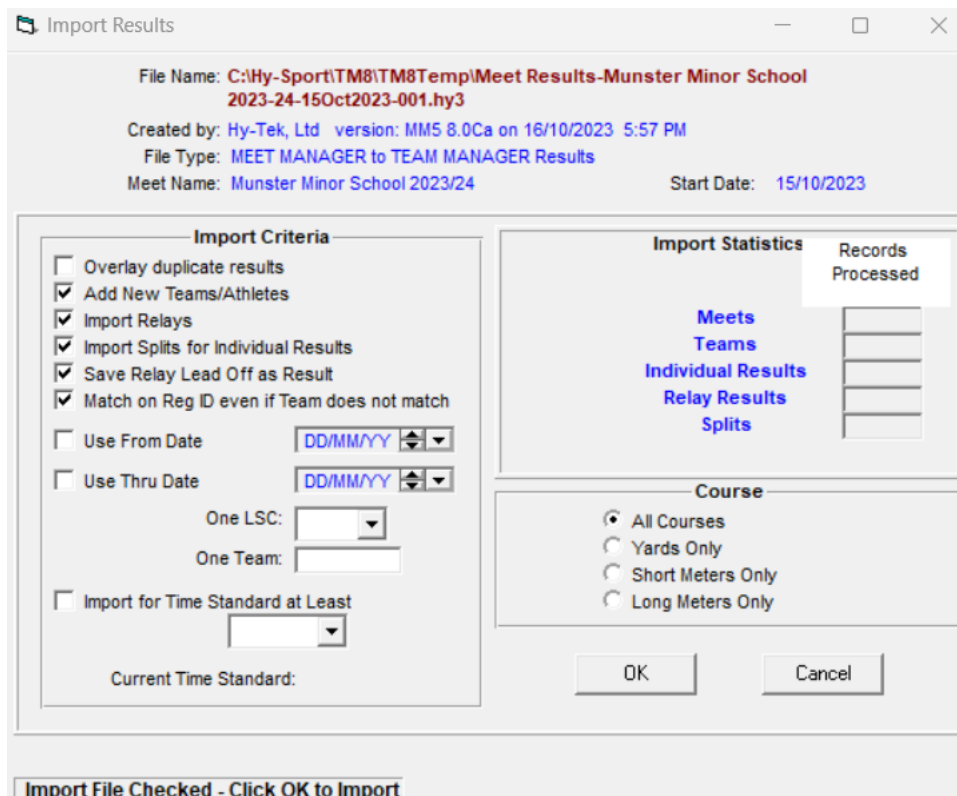 Import Results
File Name: C:\Hy-Sport\TM8\TM8Temp\Meet Results-Munster Minor School
2023-24-15Oct2023-001.hy3
Created by: Hy-Tek, Ltd version: MM5 8.0Ca on 16/10/2023 5:57 PM
File Type: MEET MANAGER to TEAM MANAGER Results
Meet Name: Munster Minor School 2023/24 Start Date: 15/10/2023
Import Criteria
Overlay duplicate results
Add New Teams/Athletes
Import Relays
Import Splits for Individual Results
Save Relay Lead Off as Result
Match on Reg ID even if Team does not match
Use From Date DD/MM/YY
Use Thru Date DD/MM/YY
One LSC:
One Team:
Import for Time Standard at Least
Current Time Standard:
Import Statistics
Records
Processed
Meets
Teams
Individual Results
Relay Results
Splits
Course
All Courses
Yards Only
Short Meters Only
Long Meters Only
OK Cancel
Import File Checked - Click OK to Import